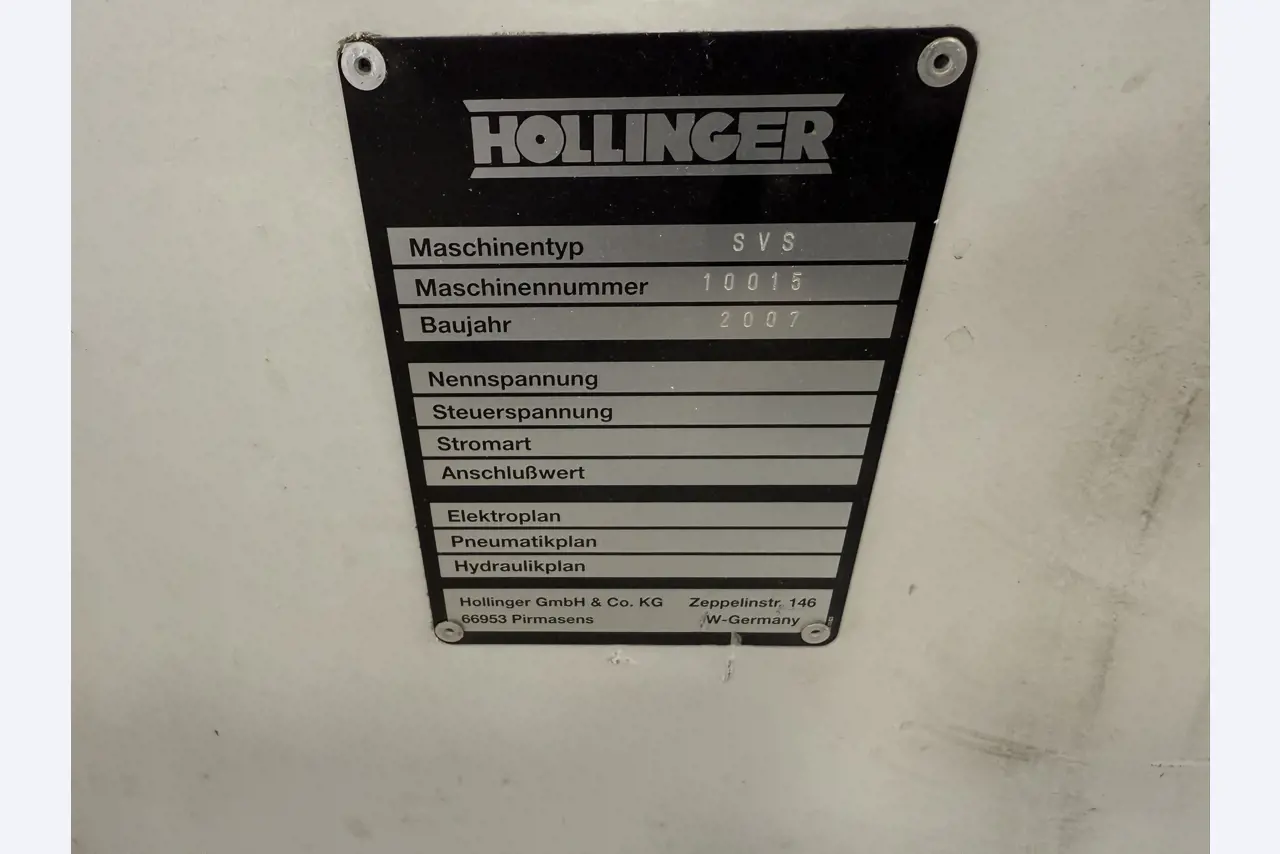 HOLLINGER
Maschinentyp SVS
Maschinennummer 10015
Baujahr 2007
Nennspannung
Steuerspannung
Stromart
Anschlußwert
Elektroplan
Pneumatikplan
Hydraulikplan
Hollinger GmbH & Co. KG Zeppelinstr. 146
66953 Pirmasens W-Germany